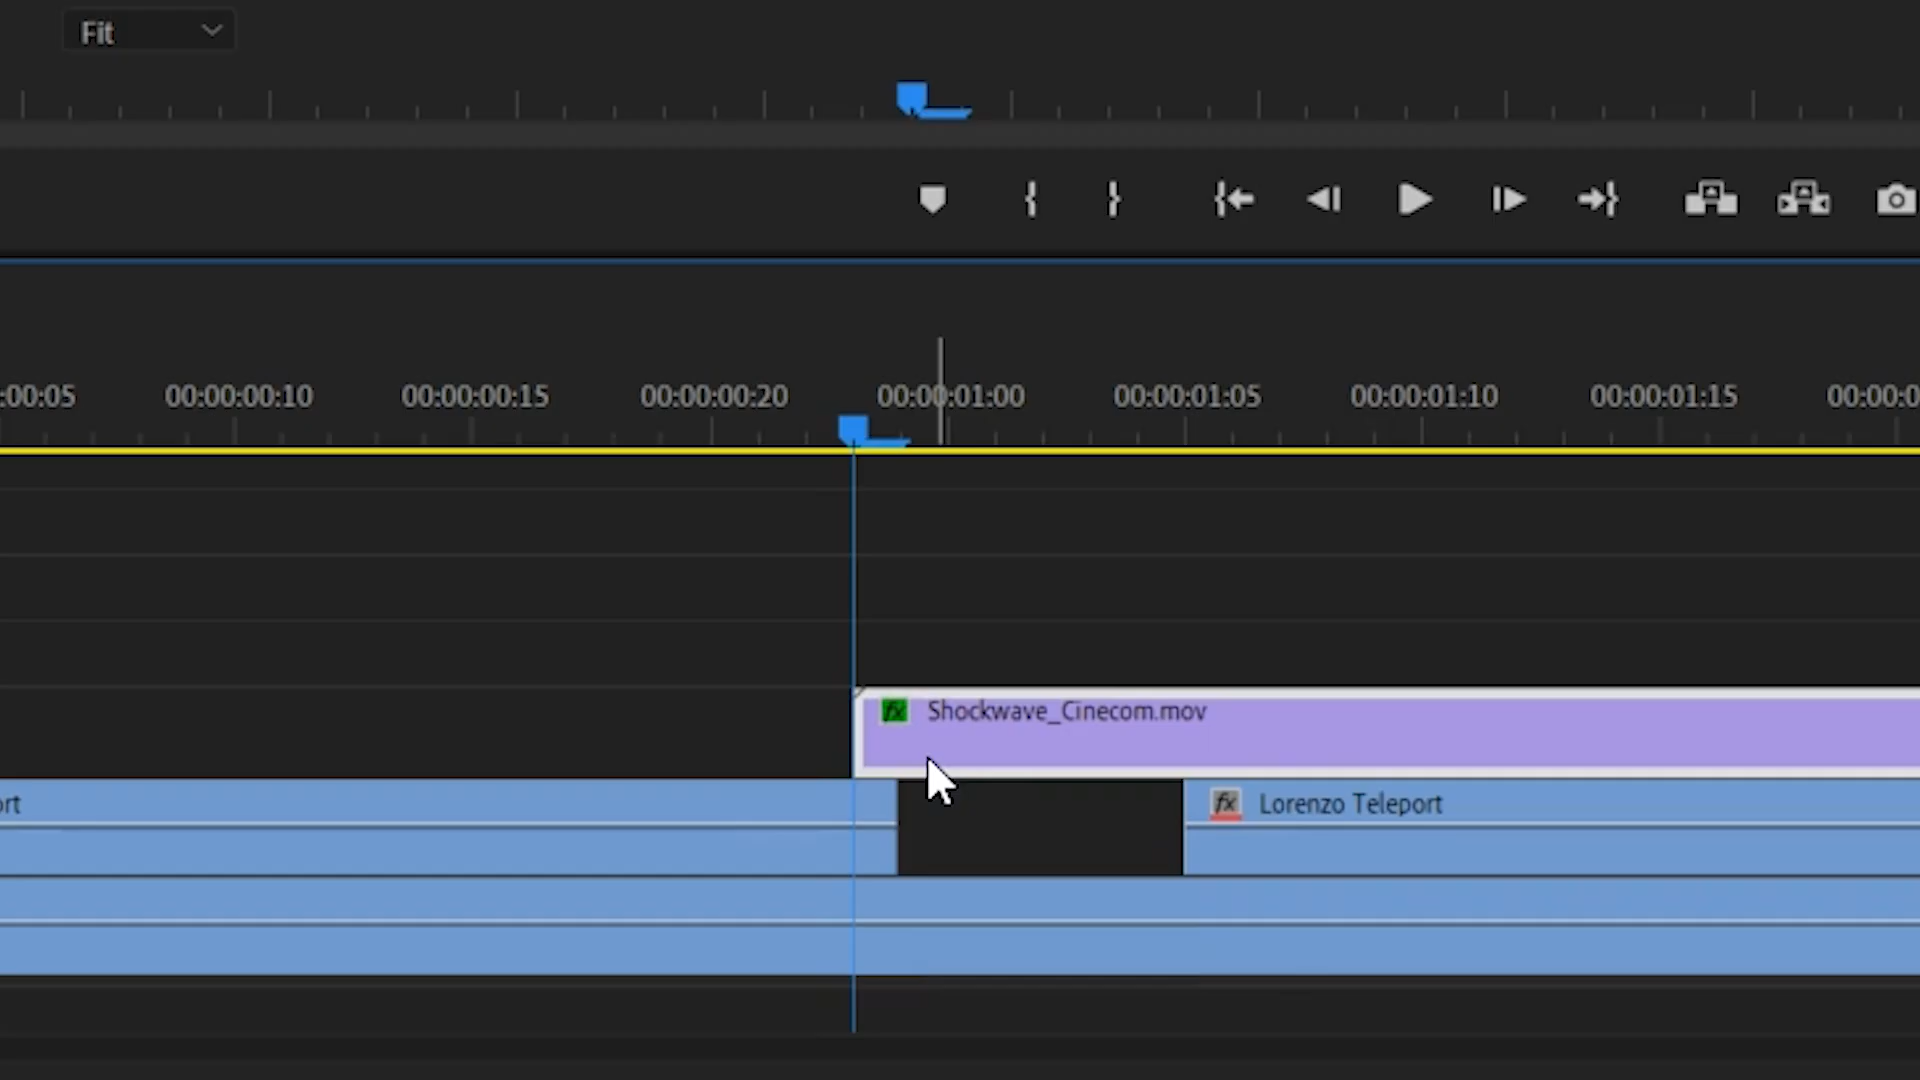 Fit
:00:05 00:00:00:10 00:00:00:15 00:00:00:20 00:00:01:00 00:00:01:05 00:00:01:10 00:00:01:15 00:00:0
fx Shockwave_Cinecom.mov
ort fx Lorenzo Teleport